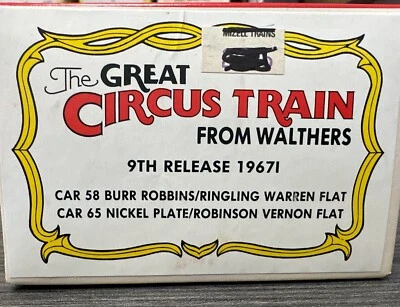 MIZELL TRAINS
The GREAT
CIRCUS TRAIN
FROM WALTHERS
9TH RELEASE 1967I
CAR 58 BURR ROBBINS/RINGLING WARREN FLAT
CAR 65 NICKEL PLATE/ROBINSON VERNON FLAT